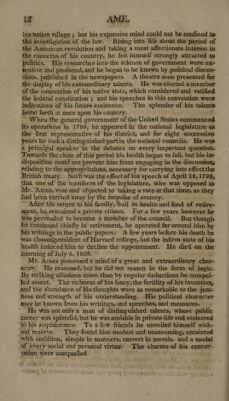 18 AME.
his native village ; but his expansive mind could not be confined to
the investigation of the law. Rising into life about the period of
the American revolution and taking a most affectionate interest in
the concerns of his country, he felt himself strongly attracted to
politics. His researches into the science of government were ex-
tensive and profound, and he began to be known by political discus-
sions, published in the newspapers. A theatre soon presented for
the display of his extraordinary talents. He was elected a member
of the convention of his native state, which considered and ratified
the federal constitution ; and his speeches in this convention were
indications of his future eminence. The splendor of his talents
burst forth at once upon his country.
When the general government of the United States commenced
its operations in 1789, he appeared in the national legislature as
the first representative of his district, and for eight successive
years he took a distinguished part in the national councils. He was
a principal speaker in the debates on every important question.
Towards the close of this period his health began to fail, but his in-
disposition could not prevent him from engaging in the discussion,
relating to the appropriations, necessary for carrying into effect the
British treaty. Such was the effect of his speech of April 28, 1796,
that one of the members of the legislature, who was opposed to
Mr. Ames, rose and objected to taking a vote at that time, as they
had been carried away by the impulse of oratory.
After his return to his family, frail in health and fond of retire-
ment, he remained a private citizen. For a few years however he
was persuaded to become a member of the council. But though
he continued chiefly in retirement, he operated far around him by
his writings in the public papers. A few years before his death he
was chosen president of Harvard college, but the infirm state of his
health induced him to decline the appointment. He died on the
morning of July 4, 1808.
Mr. Ames possessed a mind of a great and extraordinary char-
acter. He reasoned, but he did not reason in the form of logic.
By striking allusions more than by regular deductions he compel-
led assent. The richness of his fancy, the fertility of his invention,
and the abundance of his thoughts were as remarkable as the just-
ness and strength of his understanding. His political character
may be known from his writings, and speeches, and measures.
He was not only a man of distinguished talents, whose public
career was splendid, but he was amiable in private life and endeared
to his acquaintance. To a few friends he unveiled himself with-
out reserve. They found him modest and unassuming, untainted
with ambition, simple in manners, correct in morals, and a model
of every social and personal virtue. The charms of his conver-
sation were unequalled.